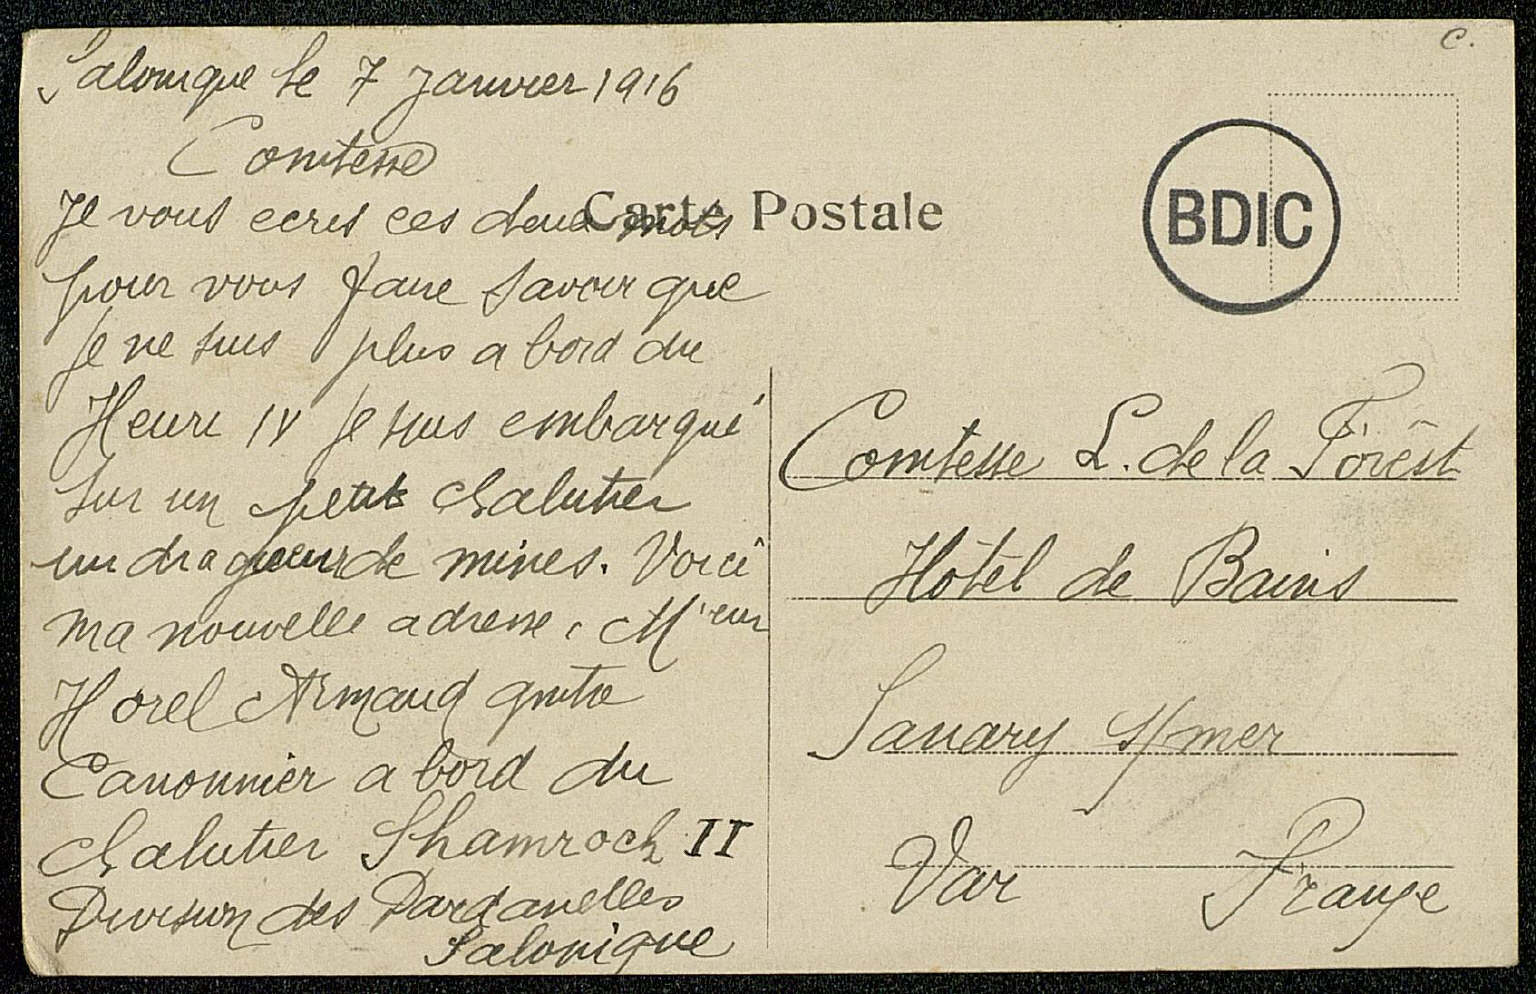 c.
Salonique le 7 Janvier 1916
Comtesse
Je vous ecris ces deux mots
pour vous faire savoir que
je ne suis plus a bord du
Henri IV je suis embarqué
sur un petit chalutier
un dragueur de mines. Voici
ma nouvelle adresse, M'eur
Horel Armand
Canonnier a bord du
chalutier Shamrock II
Division des Dardanelles
Salonique
Carte Postale
BDIC
Comtesse L. de la Forêst
Hôtel de Bains
Sanary s/mer
Var France